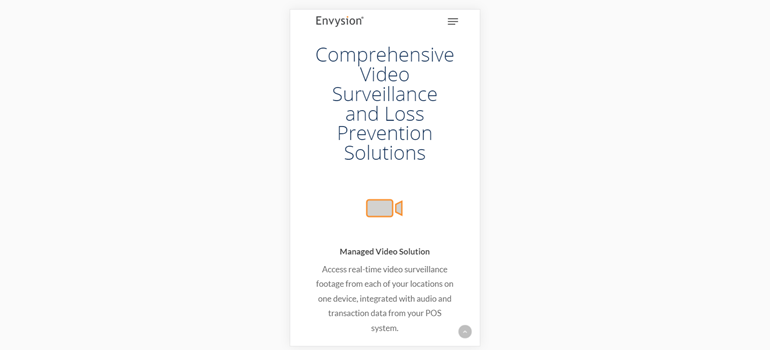 Envysion®
Comprehensive
Video
Surveillance
and Loss
Prevention
Solutions
Managed Video Solution
Access real-time video surveillance
footage from each of your locations on
one device, integrated with audio and
transaction data from your POS
system.